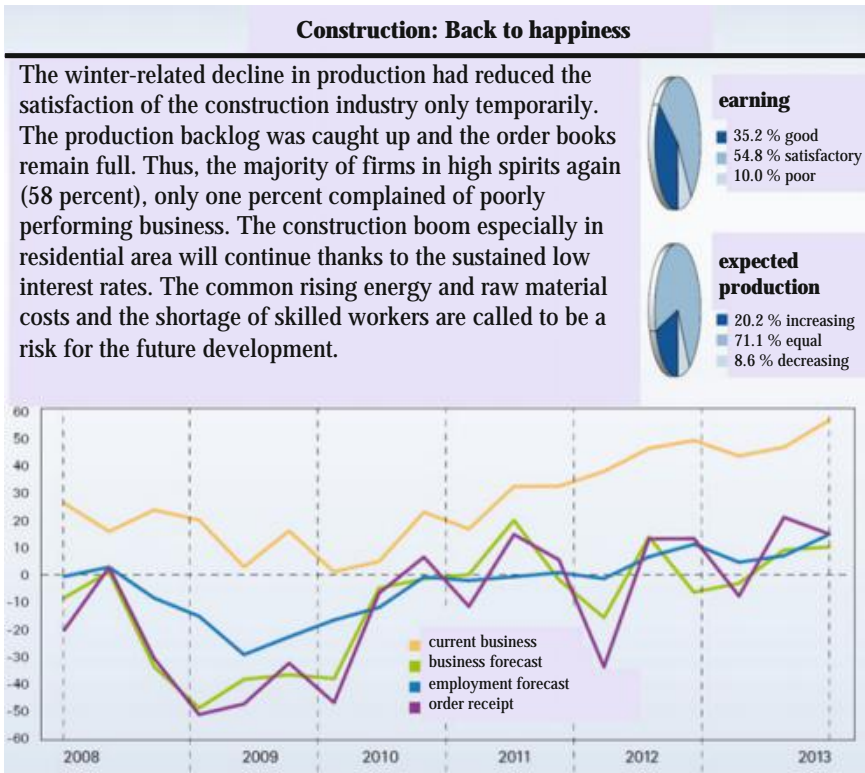 Construction: Back to happiness
The winter-related decline in production had reduced the
satisfaction of the construction industry only temporarily.
The production backlog was caught up and the order books
remain full. Thus, the majority of firms in high spirits again
(58 percent), only one percent complained of poorly
performing business. The construction boom especially in
residential area will continue thanks to the sustained low
interest rates. The common rising energy and raw material
costs and the shortage of skilled workers are called to be a
risk for the future development.
earning
35.2 % good
54.8 % satisfactory
10.0 % poor
expected
production
20.2 % increasing
71.1 % equal
8.6 % decreasing
60
50
40
30
20
10
0
-10
-20
-30
-40
-50
-60
current business
business forecast
employment forecast
order receipt
2008 2009 2010 2011 2012 2013